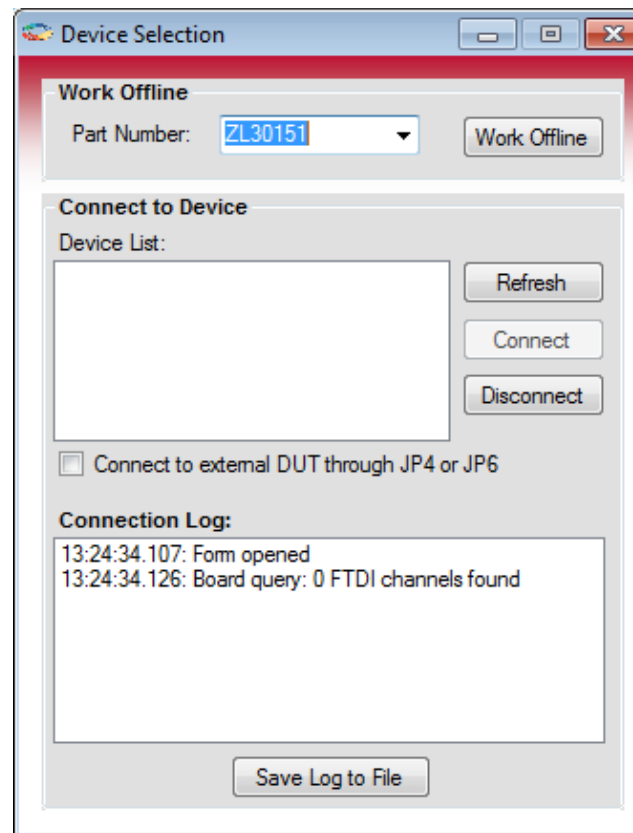 Device Selection
Work Offline
Part Number: ZL30151 Work Offline
Connect to Device
Device List:
Refresh
Connect
Disconnect
Connect to external DUT through JP4 or JP6
Connection Log:
13:24:34.107: Form opened
13:24:34.126: Board query: 0 FTDI channels found
Save Log to File